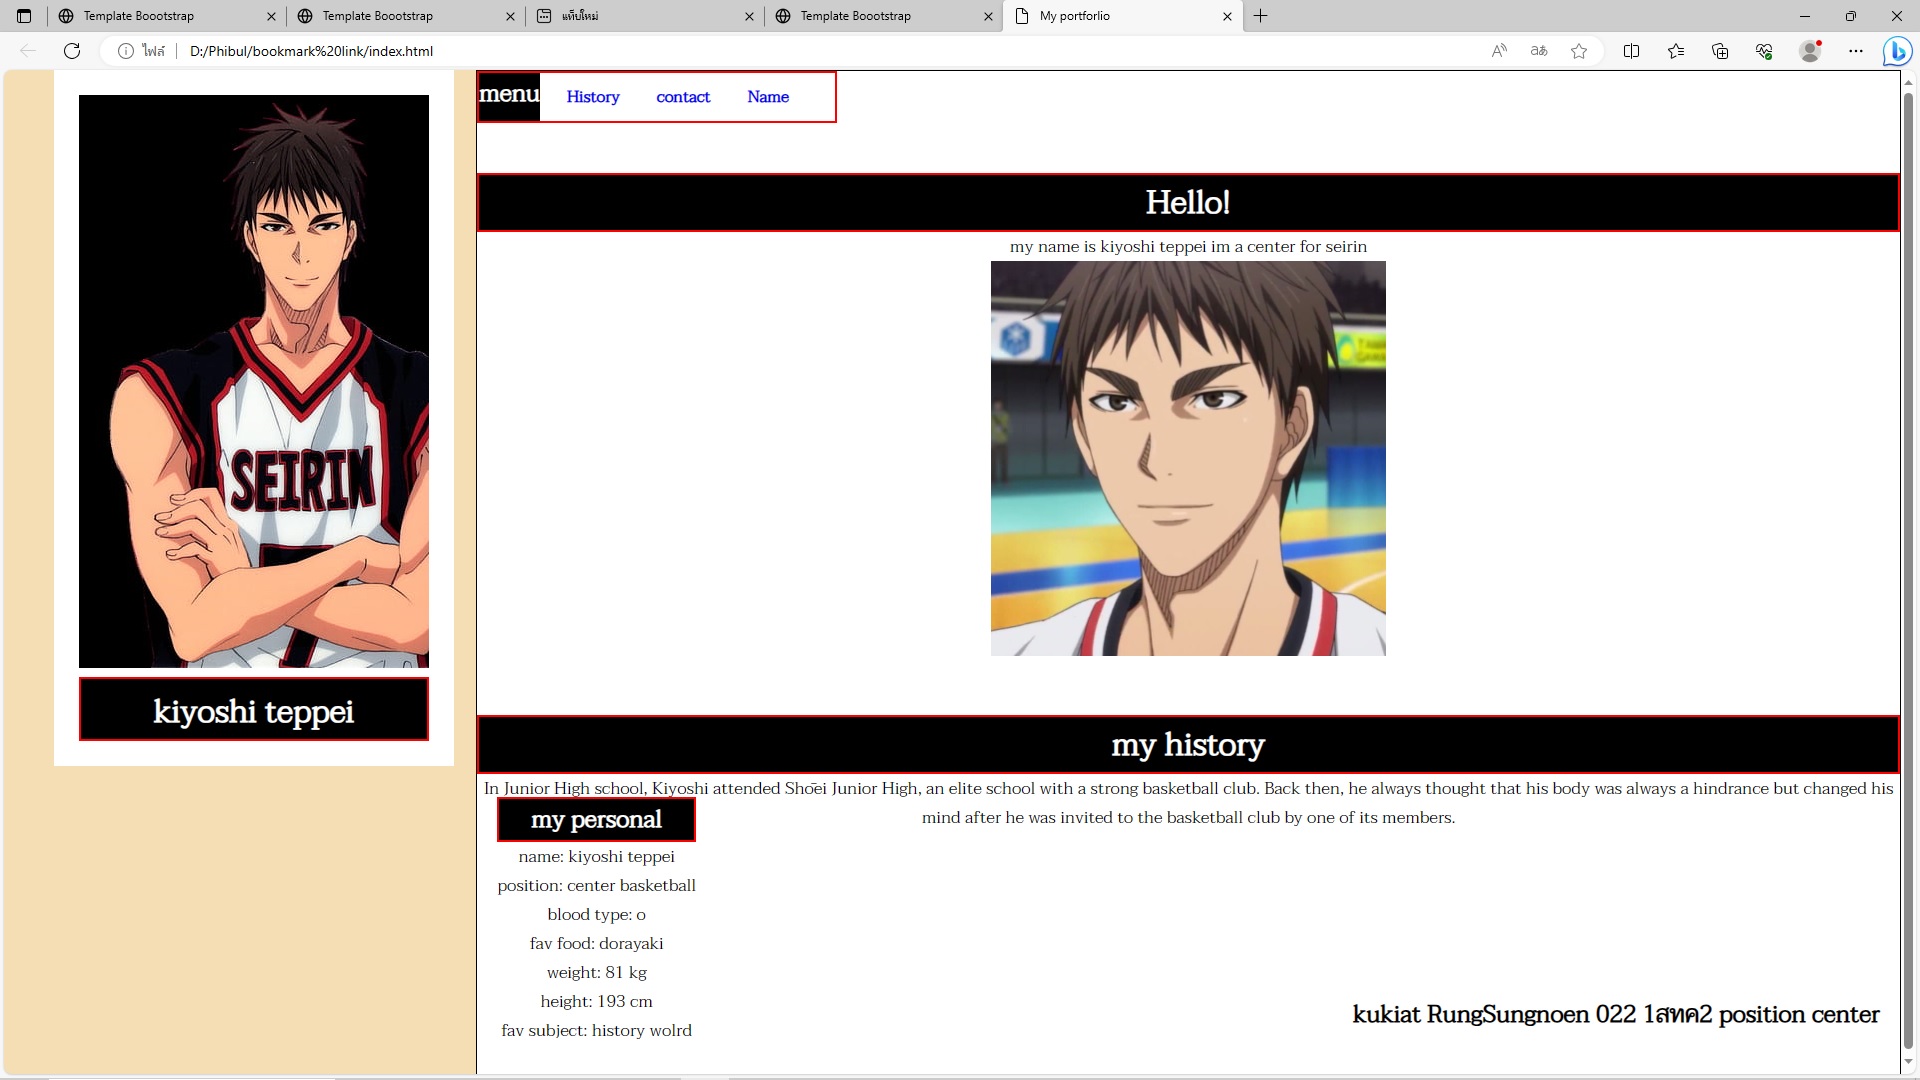 Template Boootstrap
Template Boootstrap
แท็บใหม่
Template Boootstrap
My portforlio
ไฟล์
D:/Phibul/bookmark%20link/index.html
menu
History
contact
Name
Hello!
my name is kiyoshi teppei im a center for seirin
SEIRIN
kiyoshi teppei
my history
In Junior High school, Kiyoshi attended Shōei Junior High, an elite school with a strong basketball club. Back then, he always thought that his body was always a hindrance but changed his
mind after he was invited to the basketball club by one of its members.
my personal
name: kiyoshi teppei
position: center basketball
blood type: o
fav food: dorayaki
weight: 81 kg
height: 193 cm
fav subject: history wolrd
kukiat RungSungnoen 022 1สทค2 position center